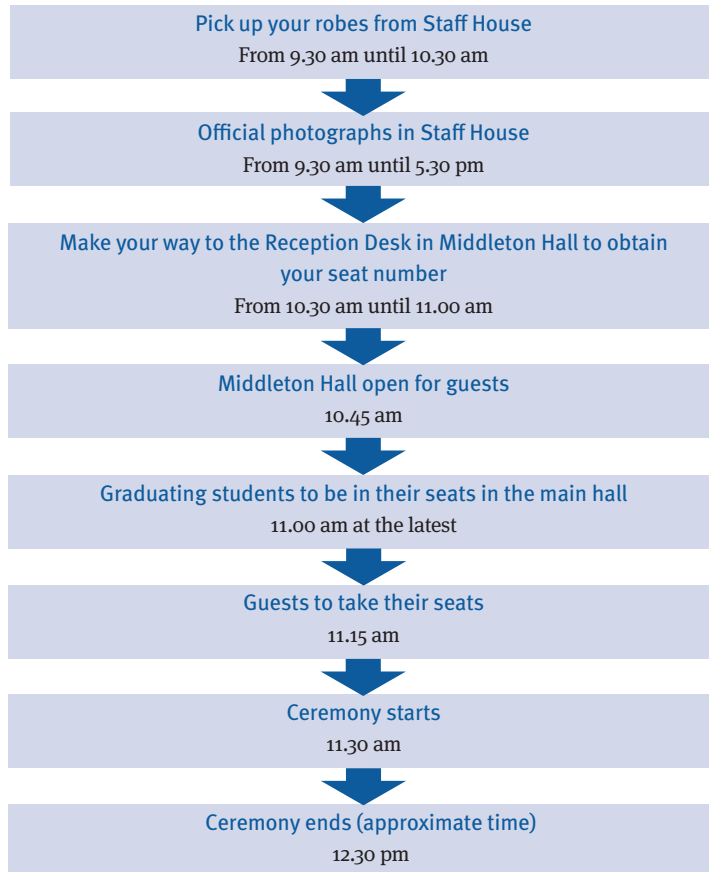 Pick up your robes from Staff House
From 9.30 am until 10.30 am
Official photographs in Staff House
From 9.30 am until 5.30 pm
Make your way to the Reception Desk in Middleton Hall to obtain
your seat number
From 10.30 am until 11.00 am
Middleton Hall open for guests
10.45 am
Graduating students to be in their seats in the main hall
11.00 am at the latest
Guests to take their seats
11.15 am
Ceremony starts
11.30 am
Ceremony ends (approximate time)
12.30 pm